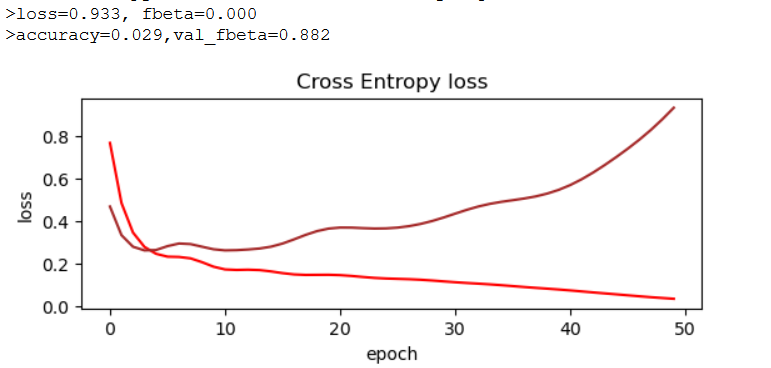 >loss=0.933, fbeta=0.000
>accuracy=0.029,val_fbeta=0.882
Cross Entropy loss
loss
0.8
0.6
0.4
0.2
0.0
0 10 20 30 40 50
epoch